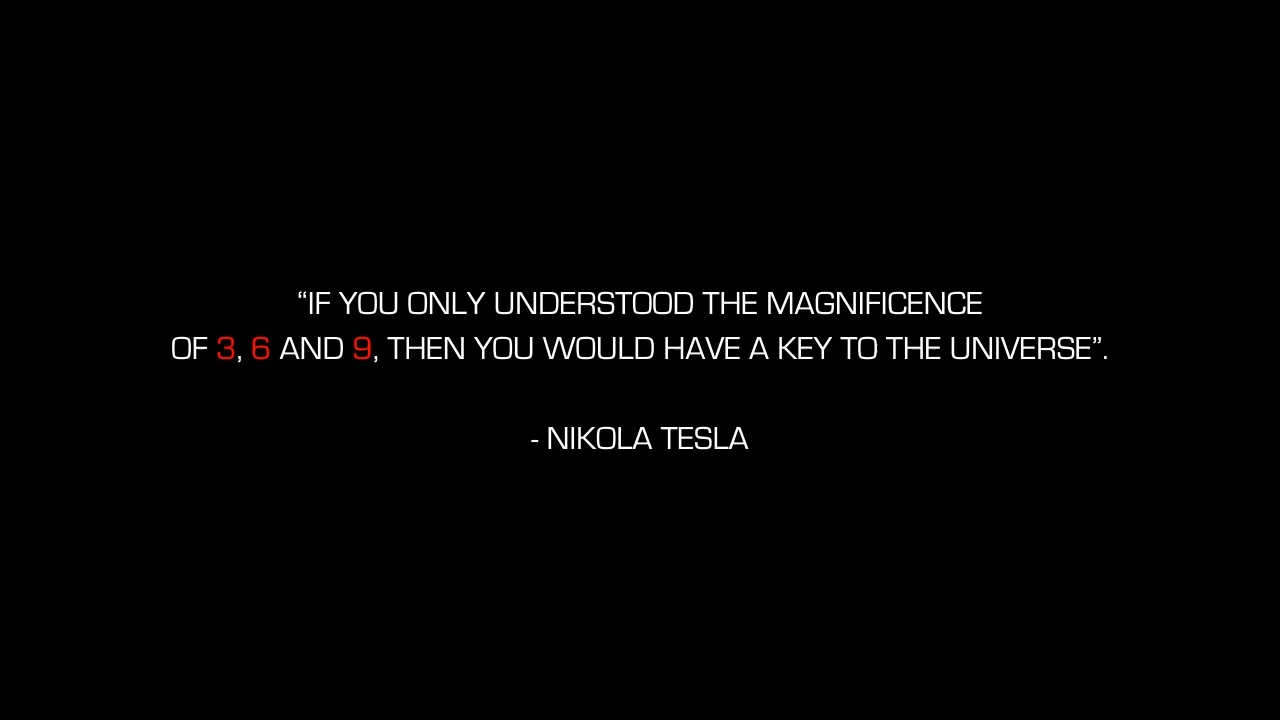 “IF YOU ONLY UNDERSTOOD THE MAGNIFICENCE
OF 3, 6 AND 9, THEN YOU WOULD HAVE A KEY TO THE UNIVERSE”.
- NIKOLA TESLA